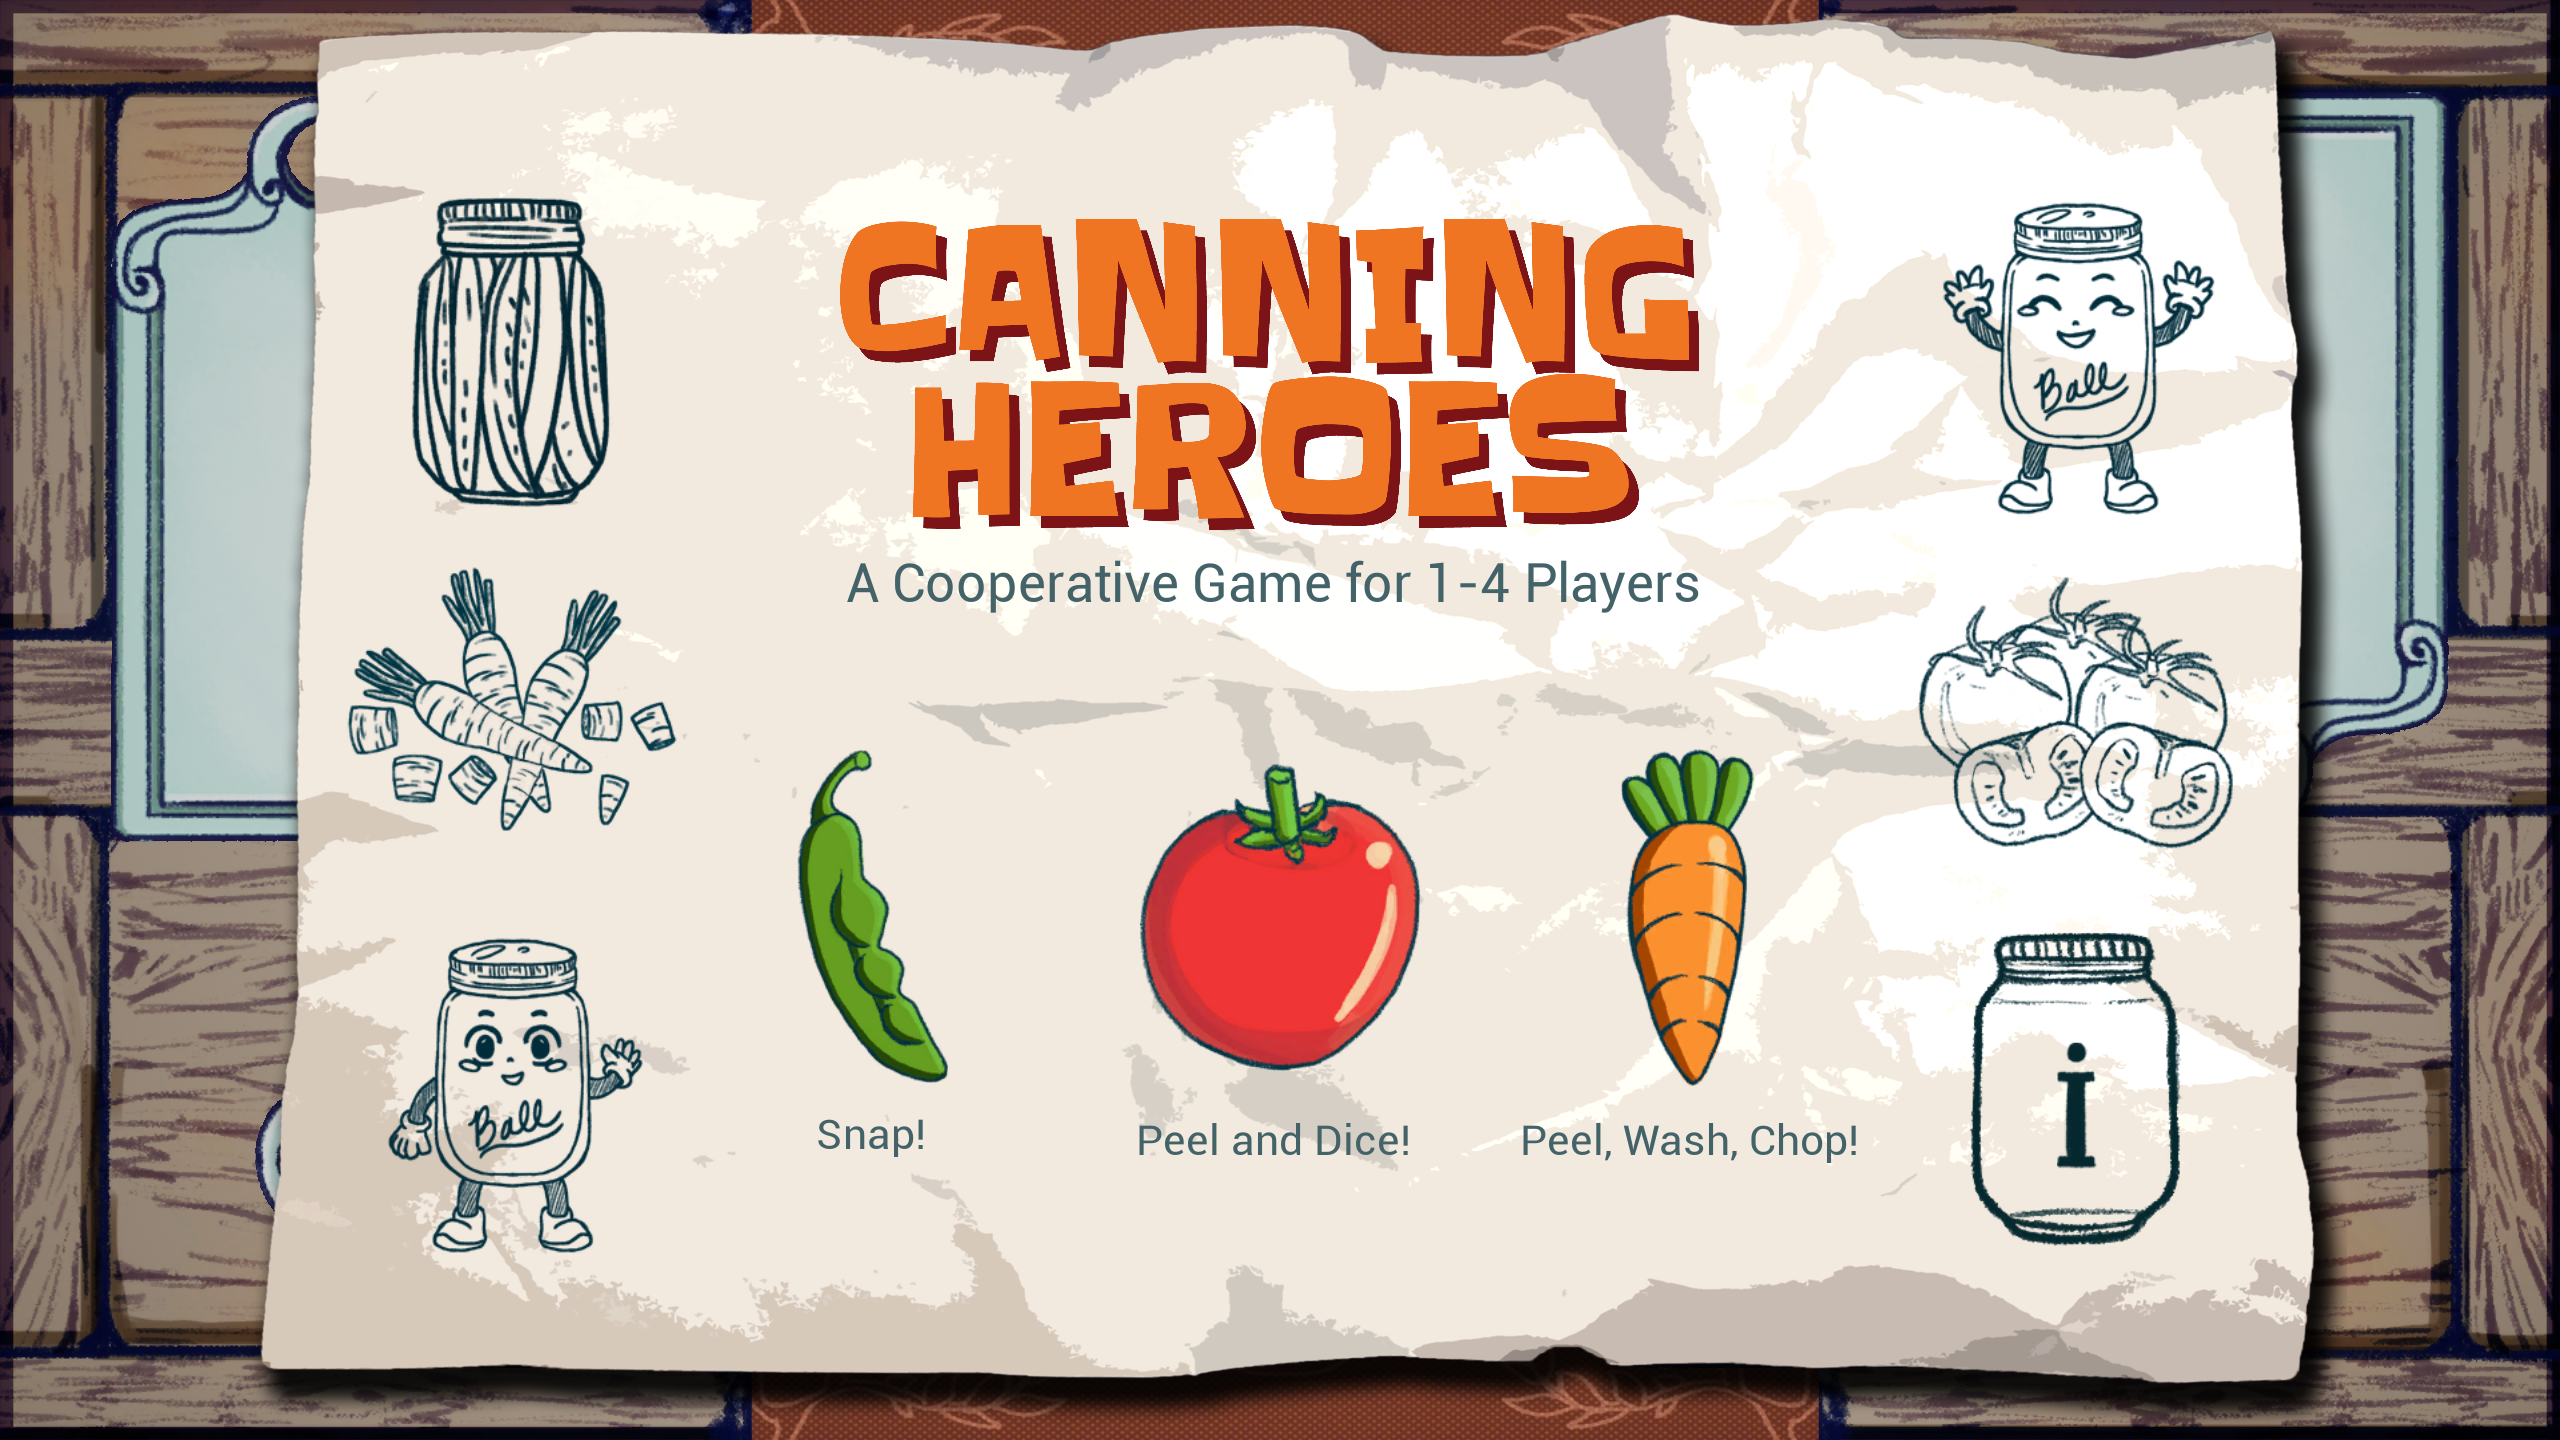 CANNING
HEROES
A Cooperative Game for 1-4 Players
Ball
Snap!
Peel and Dice!
Peel, Wash, Chop!
Ball
i